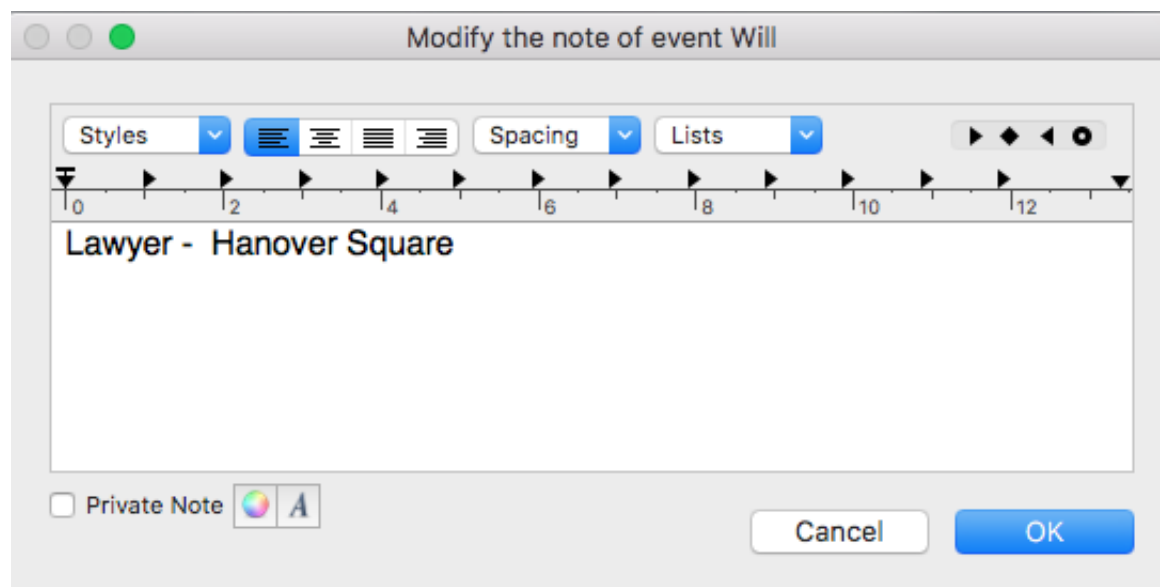 Modify the note of event Will
Styles Spacing Lists
0 2 4 6 8 10 12
Lawyer -  Hanover Square
Private Note A
Cancel OK